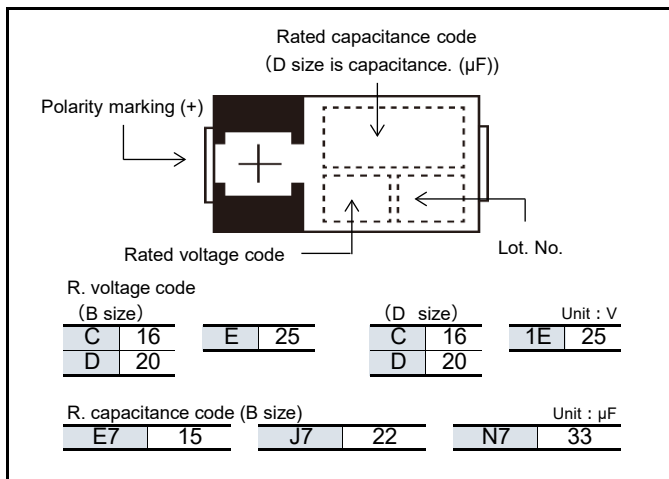 Rated capacitance code
(D size is capacitance. (µF))
Polarity marking (+)
Rated voltage code
Lot. No.
R. voltage code
(B size)
(D size)
Unit : V
C 16 E 25 C 16 1E 25
D 20 D 20
R. capacitance code (B size)
Unit : µF
E7 15 J7 22 N7 33